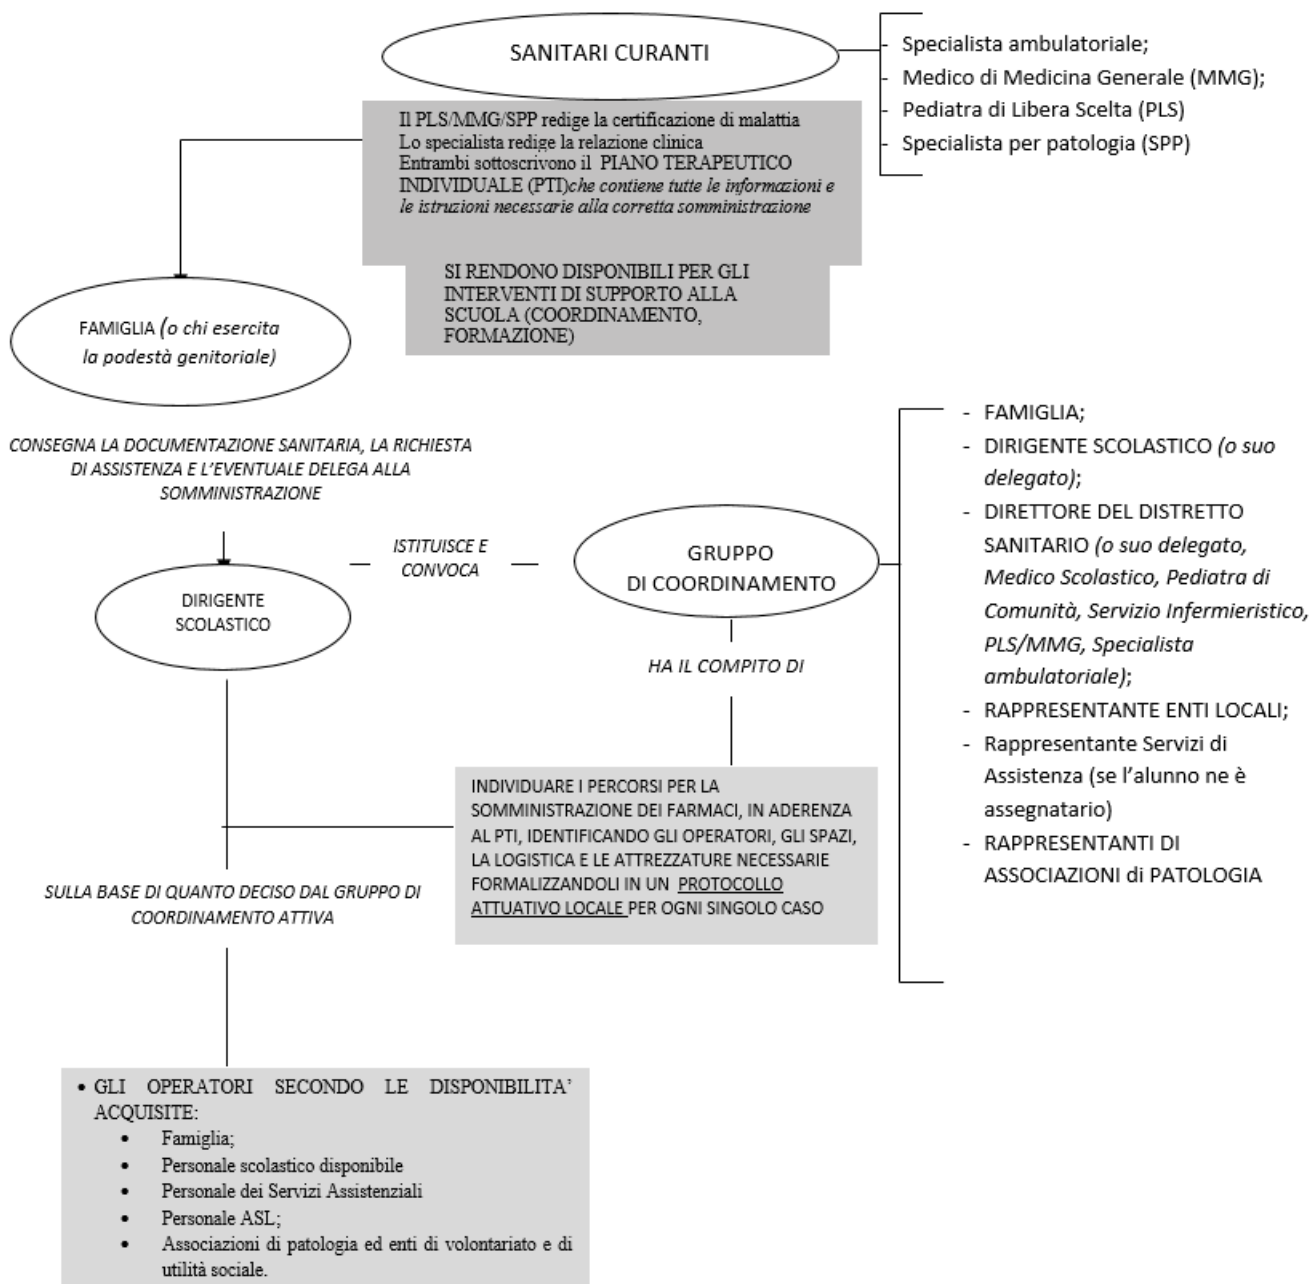 SANITARI CURANTI
- Specialista ambulatoriale;
- Medico di Medicina Generale (MMG);
- Pediatra di Libera Scelta (PLS)
- Specialista per patologia (SPP)
Il PLS/MMG/SPP redige la certificazione di malattia
Lo specialista redige la relazione clinica
Entrambi sottoscrivono il PIANO TERAPEUTICO
INDIVIDUALE (PTI)che contiene tutte le informazioni e
le istruzioni necessarie alla corretta somministrazione
SI RENDONO DISPONIBILI PER GLI
INTERVENTI DI SUPPORTO ALLA
SCUOLA (COORDINAMENTO,
FORMAZIONE)
FAMIGLIA (o chi esercita
la podestà genitoriale)
CONSEGNA LA DOCUMENTAZIONE SANITARIA, LA RICHIESTA
DI ASSISTENZA E L’EVENTUALE DELEGA ALLA
SOMMINISTRAZIONE
DIRIGENTE
SCOLASTICO
ISTITUISCE E
CONVOCA
GRUPPO
DI COORDINAMENTO
- FAMIGLIA;
- DIRIGENTE SCOLASTICO (o suo
delegato);
- DIRETTORE DEL DISTRETTO
SANITARIO (o suo delegato,
Medico Scolastico, Pediatra di
Comunità, Servizio Infermieristico,
PLS/MMG, Specialista
ambulatoriale);
- RAPPRESENTANTE ENTI LOCALI;
- Rappresentante Servizi di
Assistenza (se l’alunno ne è
assegnatario)
- RAPPRESENTANTI DI
ASSOCIAZIONI di PATOLOGIA
HA IL COMPITO DI
INDIVIDUARE I PERCORSI PER LA
SOMMINISTRAZIONE DEI FARMACI, IN ADERENZA
AL PTI, IDENTIFICANDO GLI OPERATORI, GLI SPAZI,
LA LOGISTICA E LE ATTREZZATURE NECESSARIE
FORMALIZZANDOLI IN UN PROTOCOLLO
ATTUATIVO LOCALE PER OGNI SINGOLO CASO
SULLA BASE DI QUANTO DECISO DAL GRUPPO DI
COORDINAMENTO ATTIVA
• GLI OPERATORI SECONDO LE DISPONIBILITA’
ACQUISITE:
• Famiglia;
• Personale scolastico disponibile
• Personale dei Servizi Assistenziali
• Personale ASL;
• Associazioni di patologia ed enti di volontariato e di
utilità sociale.